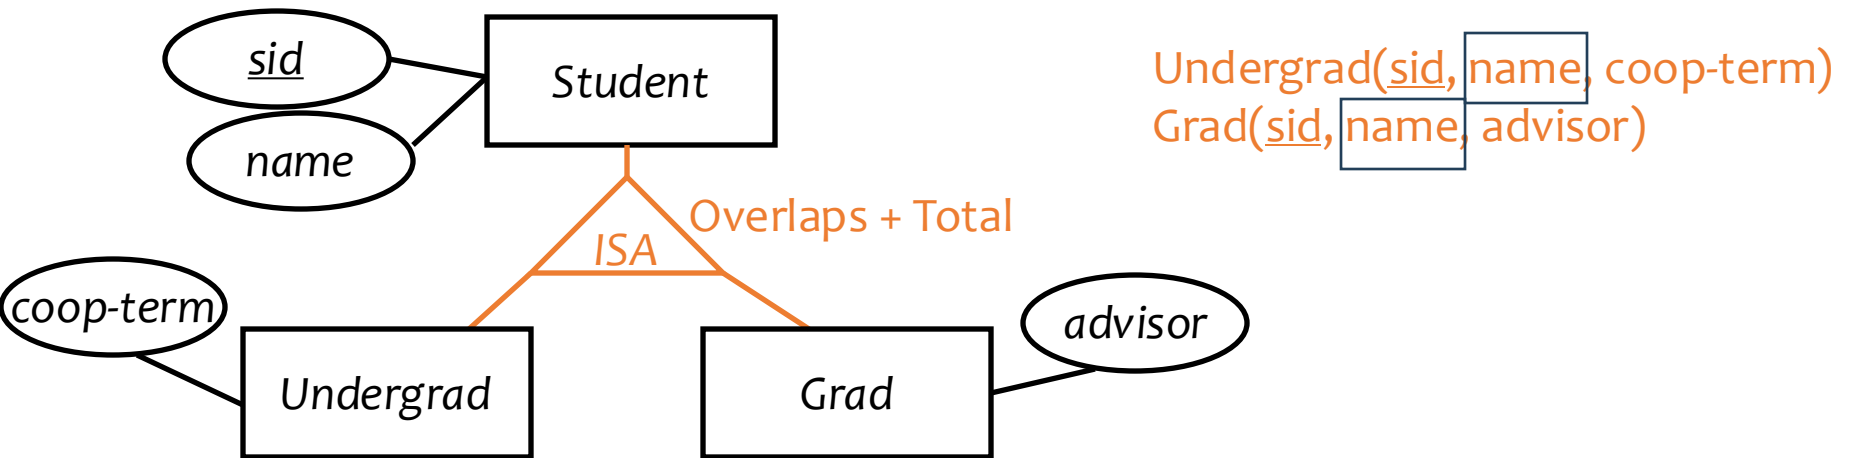 sid
Student
name
Undergrad(sid, name, coop-term)
Grad(sid, name, advisor)
Overlaps + Total
ISA
coop-term
Undergrad
Grad
advisor